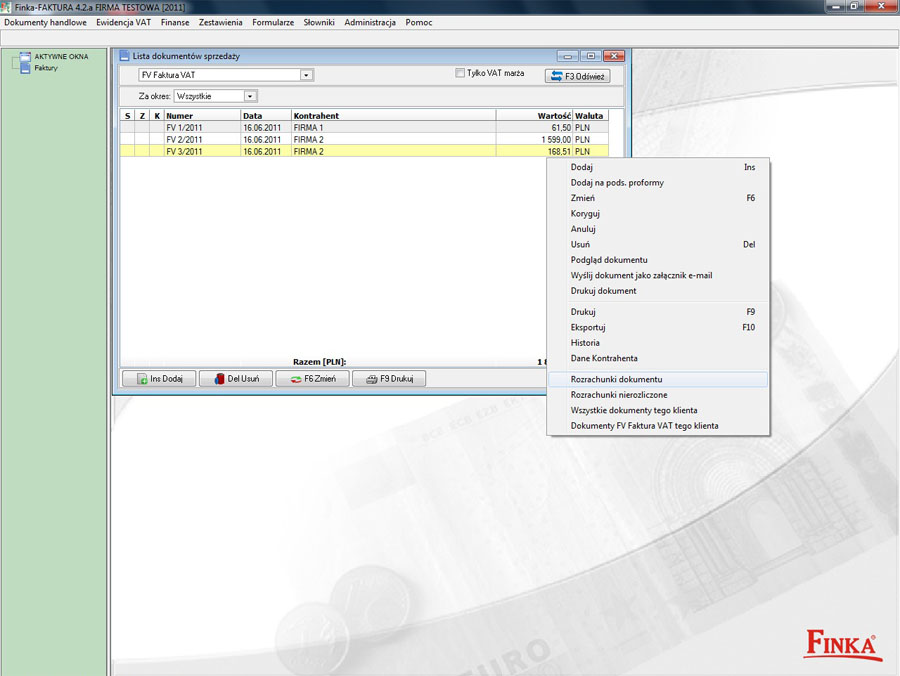 Finka-FAKTURA 4.2.a FIRMA TESTOWA [2011]
Dokumenty handlowe Ewidencja VAT Finanse Zestawienia Formularze Słowniki Administracja Pomoc
AKTYWNE OKNA
Faktury
Lista dokumentów sprzedaży
FV Faktura VAT
Tylko VAT marża
F3 Odśwież
Za okres: Wszystkie
S Z K Numer Data Kontrahent Wartość Waluta
FV 1/2011 16.06.2011 FIRMA 1 61,50 PLN
FV 2/2011 16.06.2011 FIRMA 2 1 599,00 PLN
FV 3/2011 16.06.2011 FIRMA 2 168,51 PLN
Razem [PLN]:
Ins Dodaj Del Usuń F6 Zmień F9 Drukuj
Dodaj Ins
Dodaj na pods. proformy
Zmień F6
Koryguj
Anuluj
Usuń Del
Podgląd dokumentu
Wyślij dokument jako załącznik e-mail
Drukuj dokument
Drukuj F9
Eksportuj F10
Historia
Dane Kontrahenta
Rozrachunki dokumentu
Rozrachunki nierozliczone
Wszystkie dokumenty tego klienta
Dokumenty FV Faktura VAT tego klienta
EURO
FINKA®